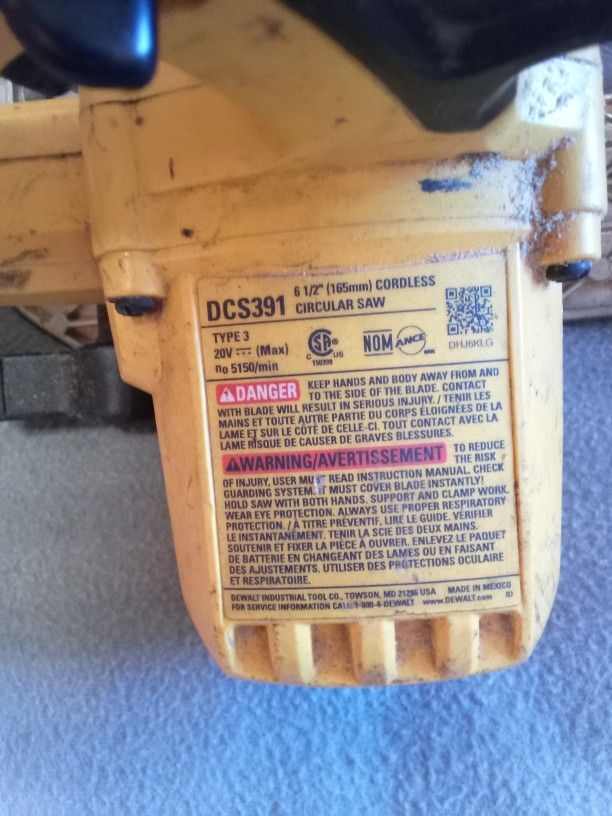 DCS391 6 1/2" (165mm) CORDLESS
CIRCULAR SAW
TYPE 3
20V ⎓ (Max)
n₀ 5150/min
C SA US
150399
NOM ANCE
DHJ6KLG
DANGER KEEP HANDS AND BODY AWAY FROM AND
TO THE SIDE OF THE BLADE. CONTACT
WITH BLADE WILL RESULT IN SERIOUS INJURY. / TENIR LES
MAINS ET TOUTE AUTRE PARTIE DU CORPS ÉLOIGNÉES DE LA
LAME ET SUR LE CÔTÉ DE CELLE-CI. TOUT CONTACT AVEC LA
LAME RISQUE DE CAUSER DE GRAVES BLESSURES.
WARNING/AVERTISSEMENT TO REDUCE
THE RISK
OF INJURY, USER MUST READ INSTRUCTION MANUAL. CHECK
GUARDING SYSTEM. IT MUST COVER BLADE INSTANTLY!
HOLD SAW WITH BOTH HANDS. SUPPORT AND CLAMP WORK.
WEAR EYE PROTECTION. ALWAYS USE PROPER RESPIRATORY
PROTECTION. / À TITRE PRÉVENTIF, LIRE LE GUIDE. VÉRIFIER
LE INSTANTANÉMENT. TENIR LA SCIE DES DEUX MAINS.
SOUTENIR ET FIXER LA PIÈCE À OUVRER. ENLEVEZ LE PAQUET
DE BATTERIE EN CHANGEANT DES LAMES OU EN FAISANT
DES AJUSTEMENTS. UTILISER DES PROTECTIONS OCULAIRE
ET RESPIRATOIRE.
DEWALT INDUSTRIAL TOOL CO., TOWSON, MD 21286 USA MADE IN MEXICO
FOR SERVICE INFORMATION CALL 1-800-4-DEWALT www.DEWALT.com ID